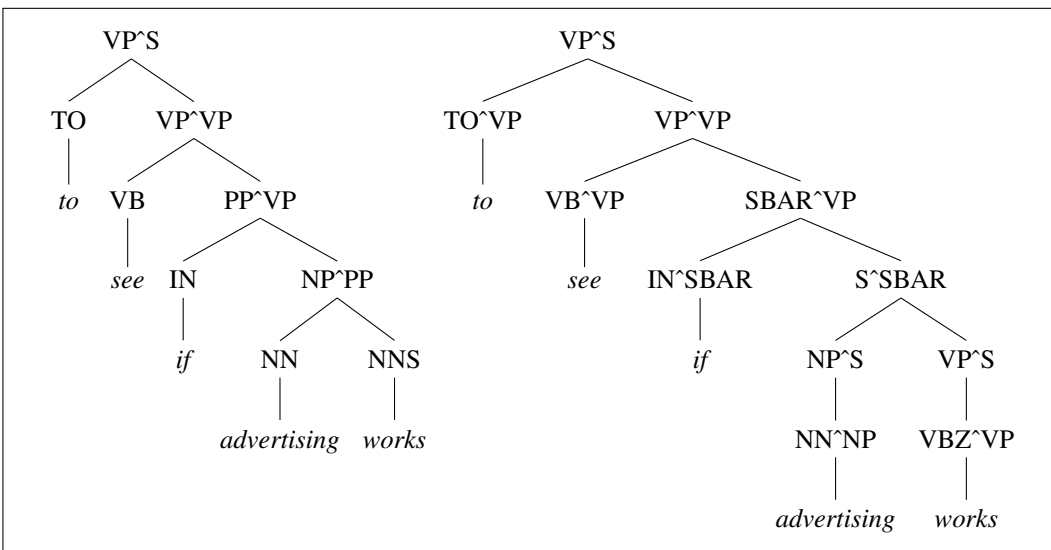 VP^S VP^S
TO VP^VP TO^VP VP^VP
to VB PP^VP to VB^VP SBAR^VP
see IN NP^PP see IN^SBAR S^SBAR
if NN NNS if NP^S VP^S
advertising works NN^NP VBZ^VP
advertising works